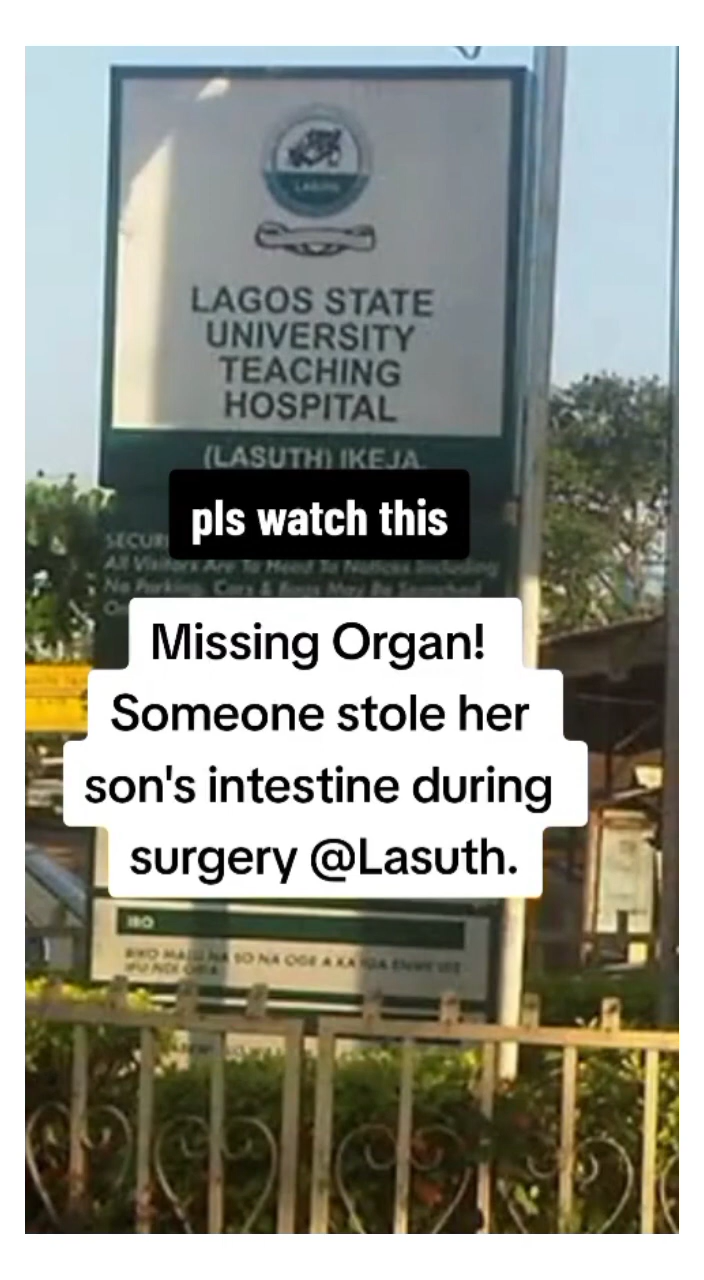 LAGOS
LAGOS STATE
UNIVERSITY
TEACHING
HOSPITAL
(LASUTH) IKEJA
pls watch this
All Visitors Are To Heed To Notices Including
No Parking, Cars & Bags May Be Searched
Missing Organ!
Someone stole her
son's intestine during
surgery @Lasuth.
IBO